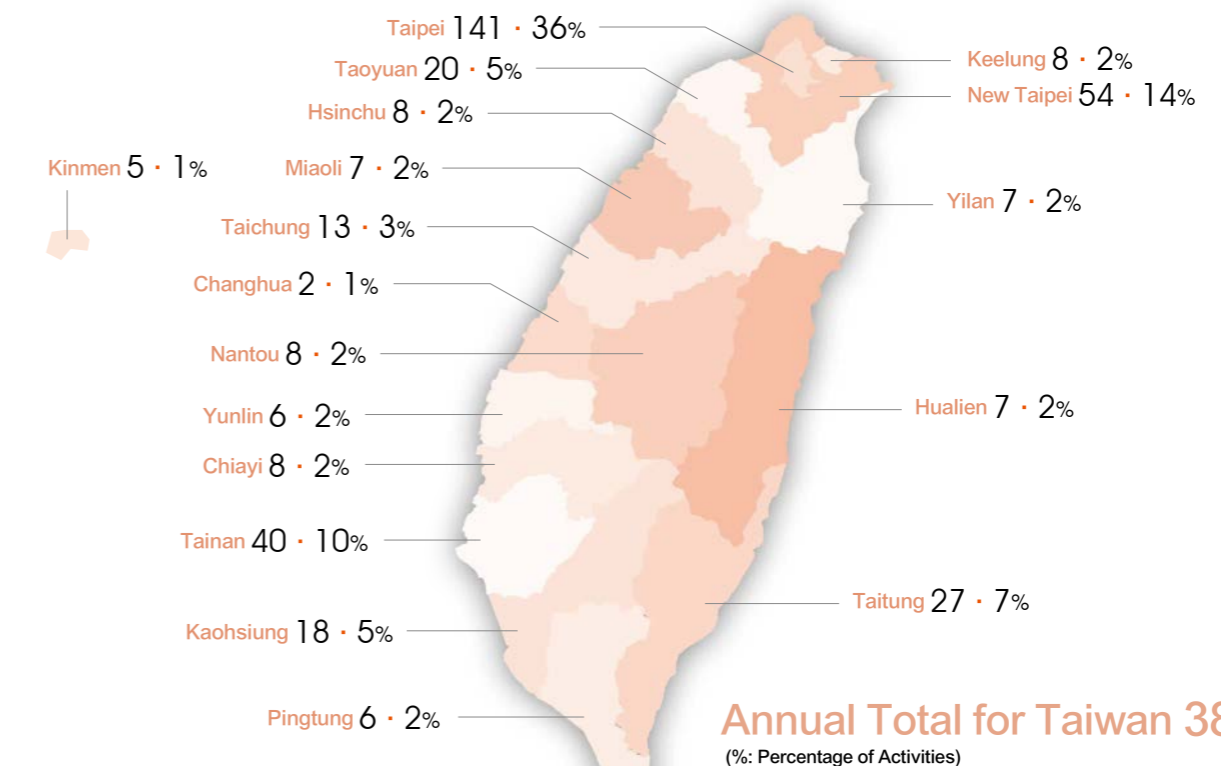 Taipei 141 · 36%
Taoyuan 20 · 5%
Hsinchu 8 · 2%
Kinmen 5 · 1%
Miaoli 7 · 2%
Taichung 13 · 3%
Changhua 2 · 1%
Nantou 8 · 2%
Yunlin 6 · 2%
Chiayi 8 · 2%
Tainan 40 · 10%
Kaohsiung 18 · 5%
Pingtung 6 · 2%
Keelung 8 · 2%
New Taipei 54 · 14%
Yilan 7 · 2%
Hualien 7 · 2%
Taitung 27 · 7%
Annual Total for Taiwan 38
(%: Percentage of Activities)